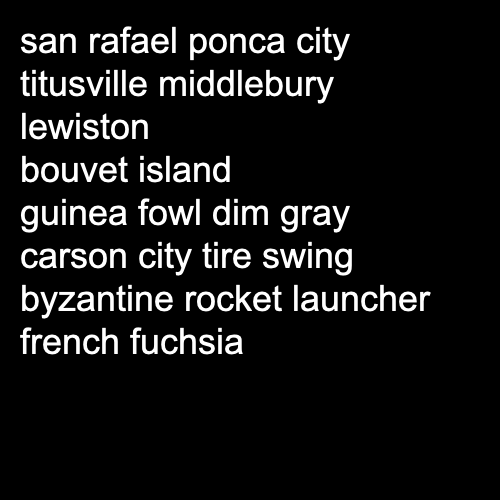 san rafael ponca city
titusville middlebury
lewiston
bouvet island
guinea fowl dim gray
carson city tire swing
byzantine rocket launcher
french fuchsia